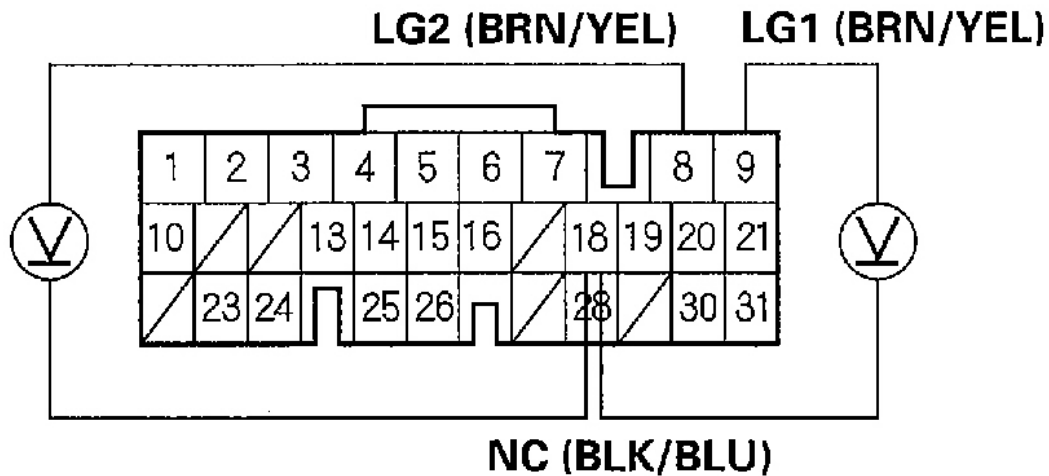 LG2 (BRN/YEL) LG1 (BRN/YEL)
1 2 3 4 5 6 7 8 9
V 10 13 14 15 16 18 19 20 21 V
23 24 25 26 28 30 31
NC (BLK/BLU)